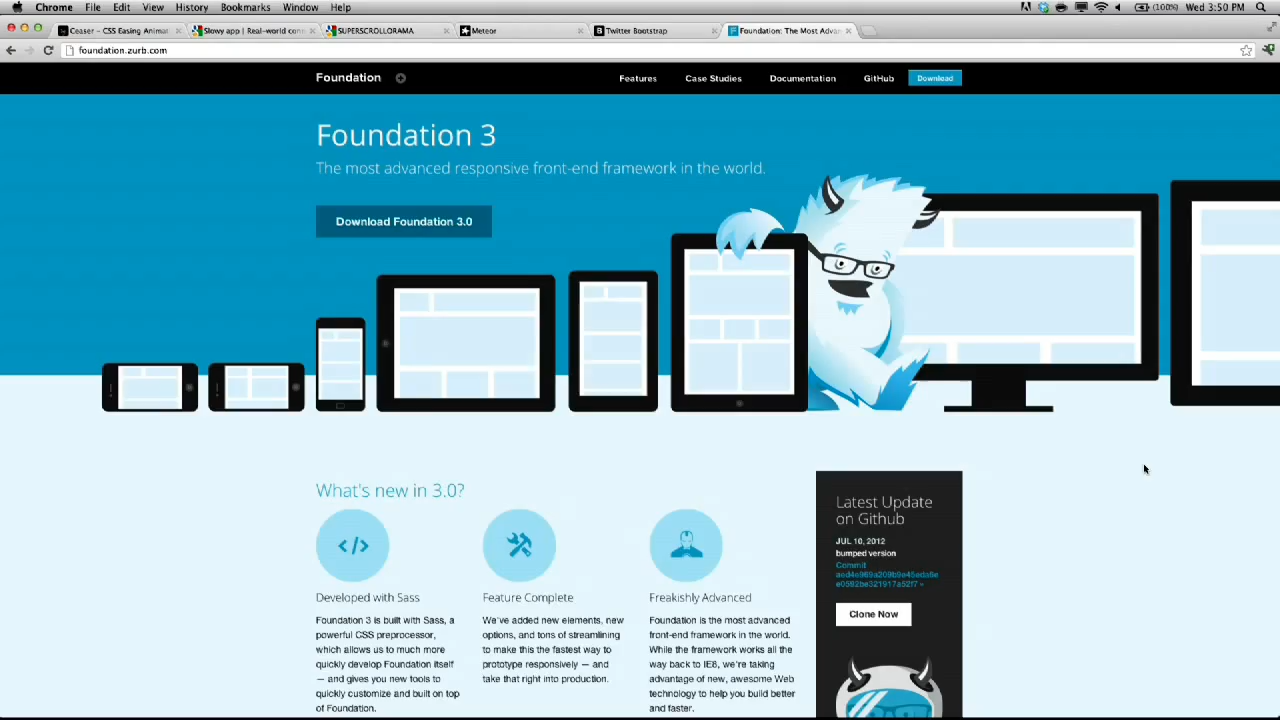 Chrome File Edit View History Bookmarks Window Help (100%) Wed 3:50 PM
Ceaser – CSS Easing Animat
Slowy app | Real-world conn
SUPERSCROLLORAMA
Meteor
Twitter Bootstrap
Foundation: The Most Advan
foundation.zurb.com
Foundation
Features Case Studies Documentation GitHub Download
Foundation 3
The most advanced responsive front-end framework in the world.
Download Foundation 3.0
What's new in 3.0?
Developed with Sass
Foundation 3 is built with Sass, a
powerful CSS preprocessor,
which allows us to much more
quickly develop Foundation itself
— and gives you new tools to
quickly customize and built on top
of Foundation.
Feature Complete
We've added new elements, new
options, and tons of streamlining
to make this the fastest way to
prototype responsively — and
take that right into production.
Freakishly Advanced
Foundation is the most advanced
front-end framework in the world.
While the framework works all the
way back to IE8, we're taking
advantage of new, awesome Web
technology to help you build better
and faster.
Latest Update
on Github
JUL 10, 2012
bumped version
Commit
Clone Now